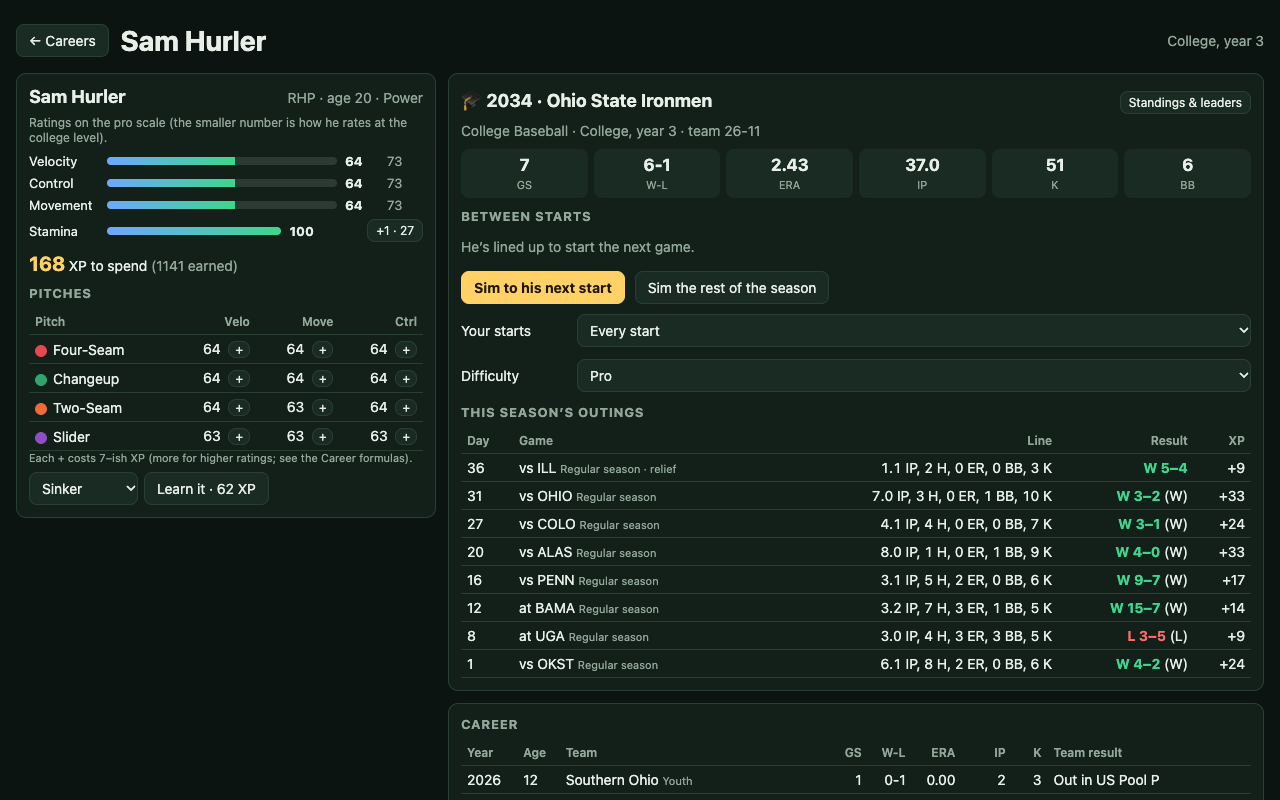 ← Careers Sam Hurler College, year 3
Sam Hurler RHP · age 20 · Power
Ratings on the pro scale (the smaller number is how he rates at the
college level).
Velocity 64 73
Control 64 73
Movement 64 73
Stamina 100 +1 · 27
168 XP to spend (1141 earned)
PITCHES
Pitch Velo Move Ctrl
Four-Seam 64 + 64 + 64 +
Changeup 64 + 64 + 64 +
Two-Seam 64 + 63 + 64 +
Slider 63 + 63 + 63 +
Each + costs 7–ish XP (more for higher ratings; see the Career formulas).
Sinker Learn it · 62 XP
🎓 2034 · Ohio State Ironmen Standings & leaders
College Baseball · College, year 3 · team 26-11
7 6-1 2.43 37.0 51 6
GS W-L ERA IP K BB
BETWEEN STARTS
He’s lined up to start the next game.
Sim to his next start Sim the rest of the season
Your starts Every start
Difficulty Pro
THIS SEASON’S OUTINGS
Day Game Line Result XP
36 vs ILL Regular season · relief 1.1 IP, 2 H, 0 ER, 0 BB, 3 K W 5–4 +9
31 vs OHIO Regular season 7.0 IP, 3 H, 0 ER, 1 BB, 10 K W 3–2 (W) +33
27 vs COLO Regular season 4.1 IP, 4 H, 0 ER, 0 BB, 7 K W 3–1 (W) +24
20 vs ALAS Regular season 8.0 IP, 1 H, 0 ER, 1 BB, 9 K W 4–0 (W) +33
16 vs PENN Regular season 3.1 IP, 5 H, 2 ER, 0 BB, 6 K W 9–7 (W) +17
12 at BAMA Regular season 3.2 IP, 7 H, 3 ER, 1 BB, 5 K W 15–7 (W) +14
8 at UGA Regular season 3.0 IP, 4 H, 3 ER, 3 BB, 5 K L 3–5 (L) +9
1 vs OKST Regular season 6.1 IP, 8 H, 2 ER, 0 BB, 6 K W 4–2 (W) +24
CAREER
Year Age Team GS W-L ERA IP K Team result
2026 12 Southern Ohio Youth 1 0-1 0.00 2 3 Out in US Pool P